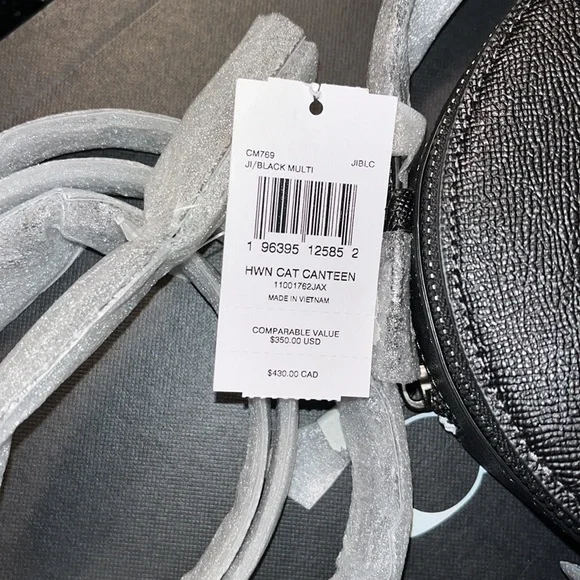 CM769
JI/BLACK MULTI JIBLC
1 96395 12585 2
HWN CAT CANTEEN
11001762JAX
MADE IN VIETNAM
COMPARABLE VALUE
$350.00 USD
$430.00 CAD